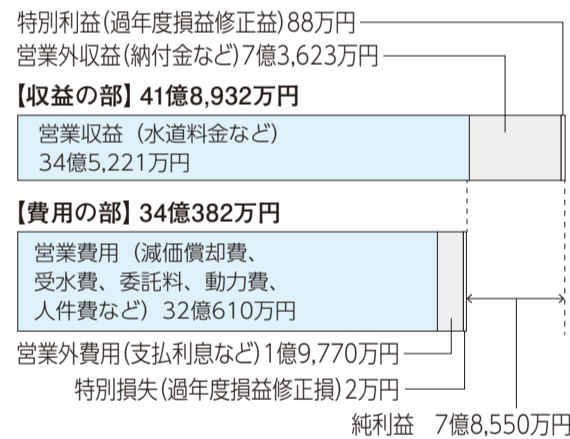 特別利益(過年度損益修正益)88万円
営業外収益(納付金など)7億3,623万円
【収益の部】41億8,932万円
営業収益（水道料金など）
34億5,221万円
【費用の部】34億382万円
営業費用（減価償却費、
受水費、委託料、動力費、
人件費など）32億610万円
営業外費用(支払利息など)1億9,770万円
特別損失(過年度損益修正損)2万円
純利益　7億8,550万円